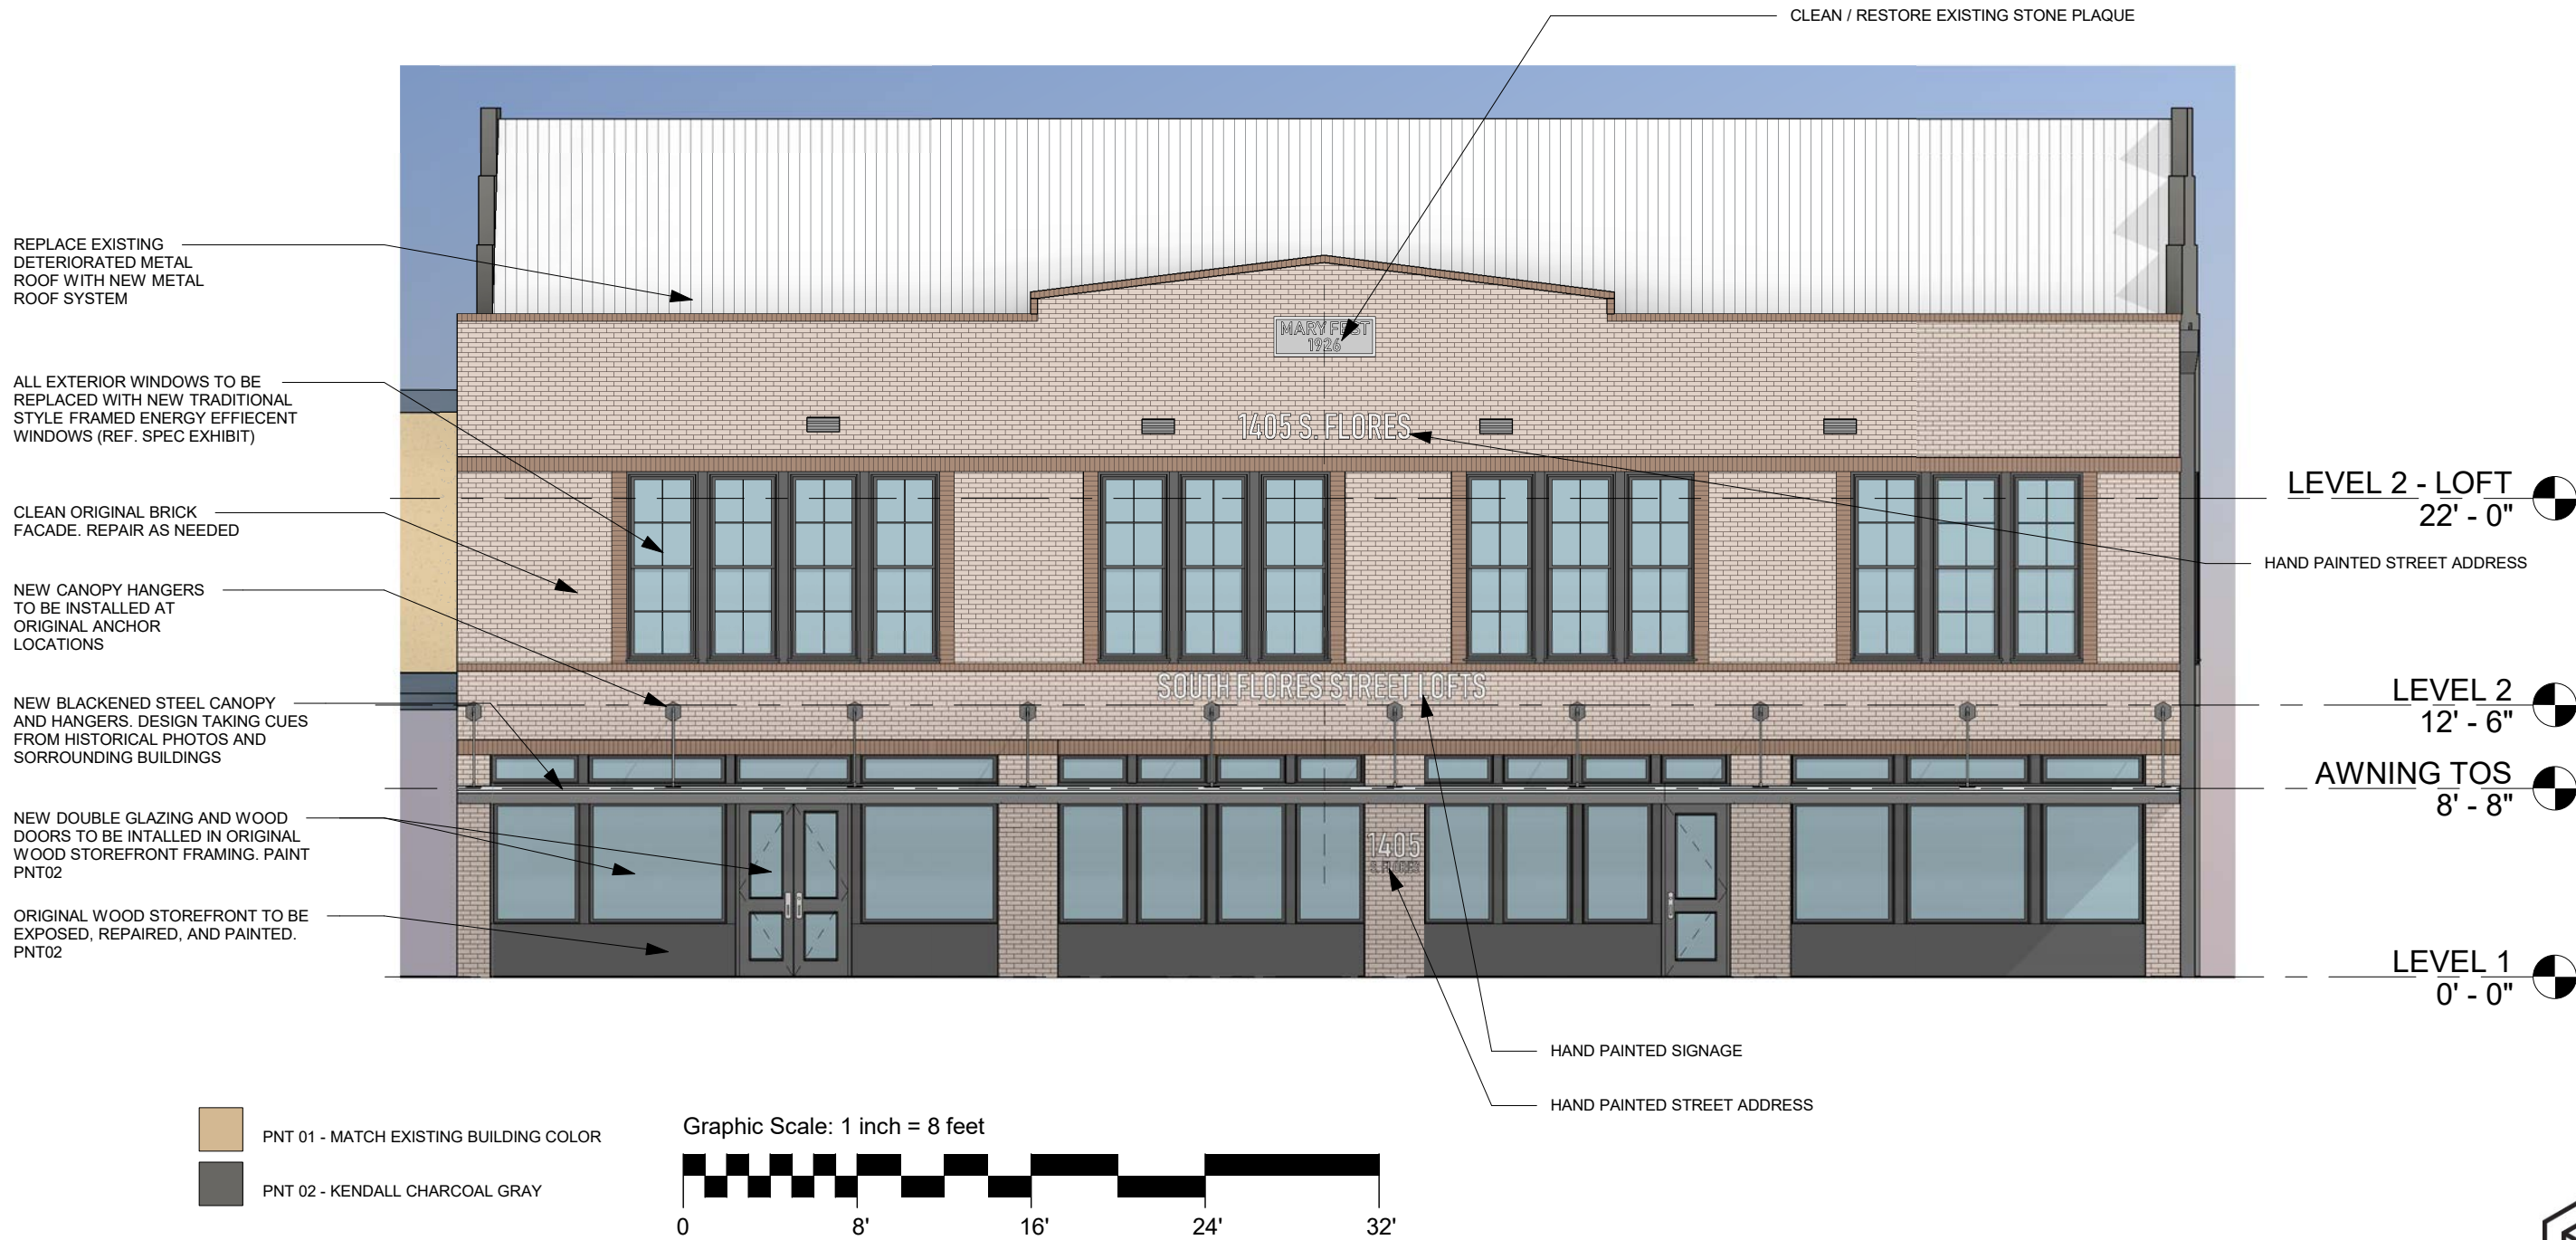 CLEAN / RESTORE EXISTING STONE PLAQUE
REPLACE EXISTING
DETERIORATED METAL
ROOF WITH NEW METAL
ROOF SYSTEM
MARY FEST
1926
ALL EXTERIOR WINDOWS TO BE
REPLACED WITH NEW TRADITIONAL
STYLE FRAMED ENERGY EFFIECENT
WINDOWS (REF. SPEC EXHIBIT)
1405 S. FLORES
LEVEL 2 - LOFT
22' - 0"
CLEAN ORIGINAL BRICK
FACADE. REPAIR AS NEEDED
HAND PAINTED STREET ADDRESS
NEW CANOPY HANGERS
TO BE INSTALLED AT
ORIGINAL ANCHOR
LOCATIONS
SOUTH FLORES STREET LOFTS
LEVEL 2
12' - 6"
NEW BLACKENED STEEL CANOPY
AND HANGERS. DESIGN TAKING CUES
FROM HISTORICAL PHOTOS AND
SORROUNDING BUILDINGS
AWNING TOS
8' - 8"
NEW DOUBLE GLAZING AND WOOD
DOORS TO BE INTALLED IN ORIGINAL
WOOD STOREFRONT FRAMING. PAINT
PNT02
1405
S. FLORES
ORIGINAL WOOD STOREFRONT TO BE
EXPOSED, REPAIRED, AND PAINTED.
PNT02
LEVEL 1
0' - 0"
HAND PAINTED SIGNAGE
HAND PAINTED STREET ADDRESS
PNT 01 - MATCH EXISTING BUILDING COLOR
PNT 02 - KENDALL CHARCOAL GRAY
Graphic Scale: 1 inch = 8 feet
0 8' 16' 24' 32'